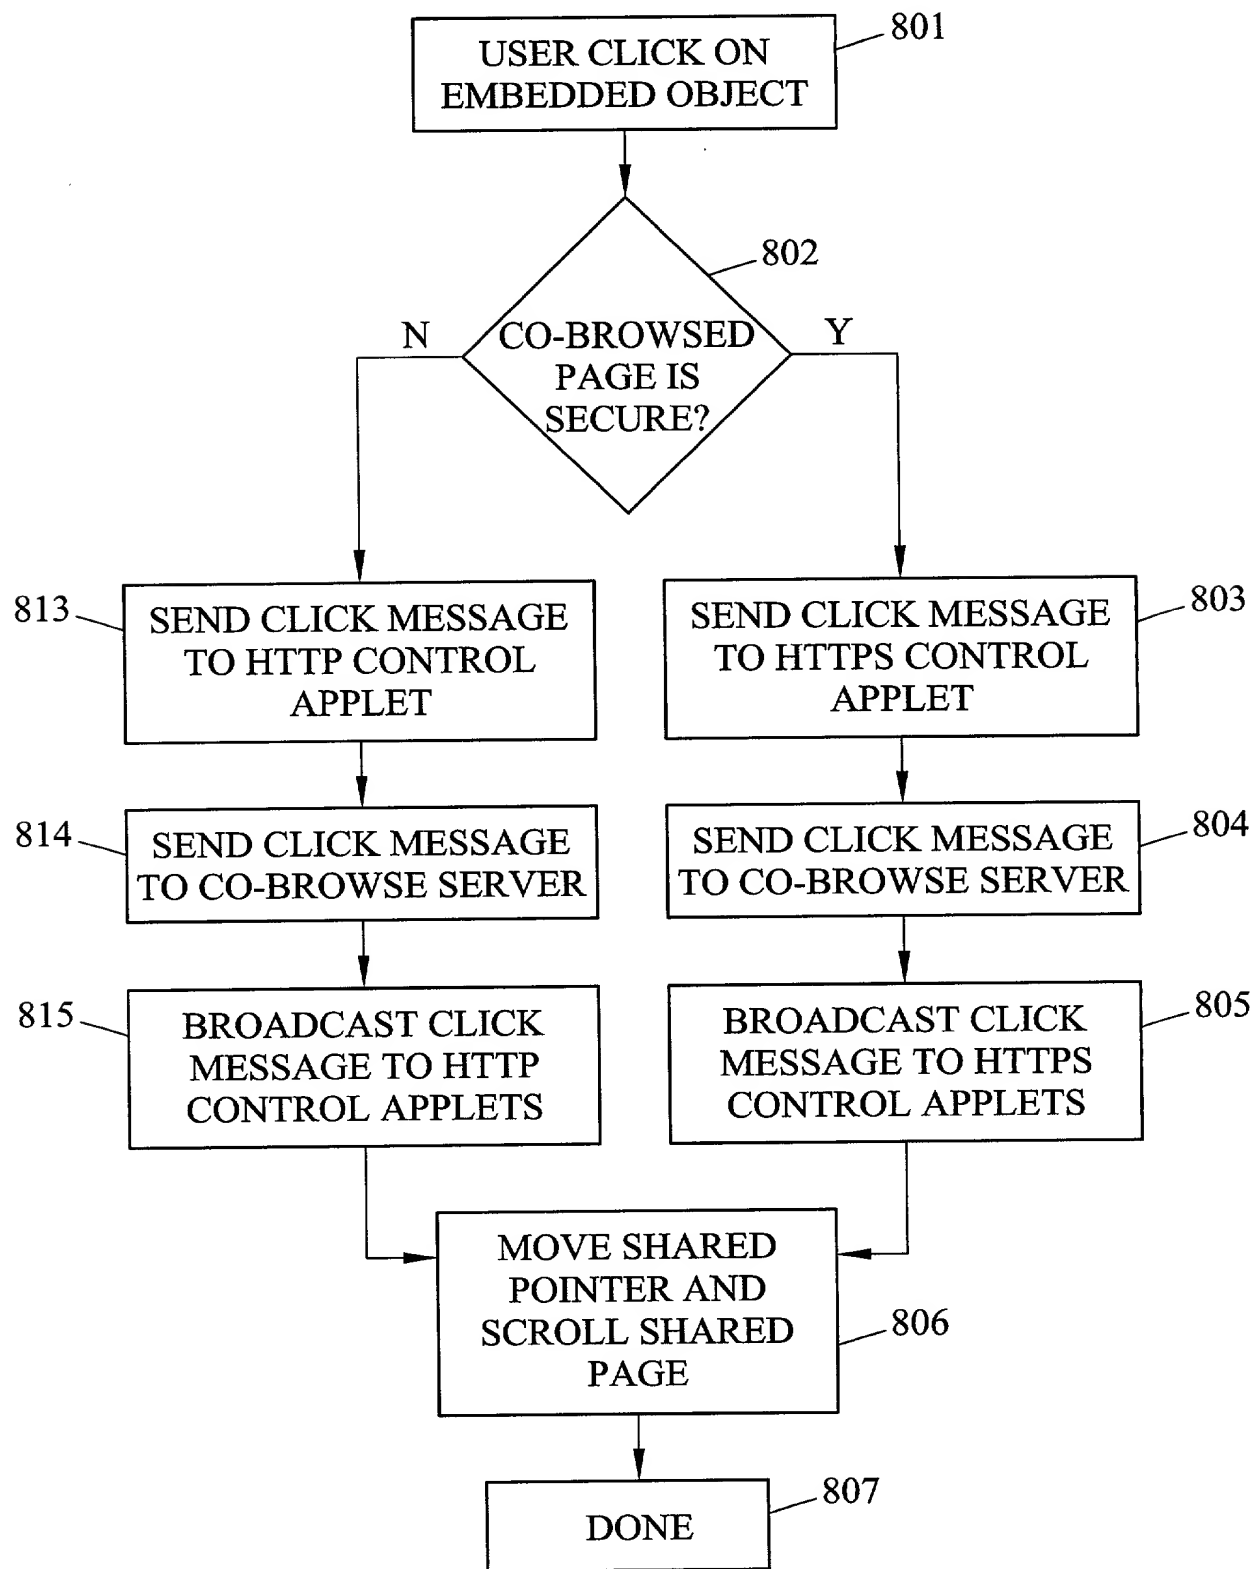 USER CLICK ON
EMBEDDED OBJECT
801
802
CO-BROWSED
PAGE IS
SECURE?
N
Y
813
SEND CLICK MESSAGE
TO HTTP CONTROL
APPLET
803
SEND CLICK MESSAGE
TO HTTPS CONTROL
APPLET
814
SEND CLICK MESSAGE
TO CO-BROWSE SERVER
804
SEND CLICK MESSAGE
TO CO-BROWSE SERVER
815
BROADCAST CLICK
MESSAGE TO HTTP
CONTROL APPLETS
805
BROADCAST CLICK
MESSAGE TO HTTPS
CONTROL APPLETS
MOVE SHARED
POINTER AND
SCROLL SHARED
PAGE
806
DONE
807